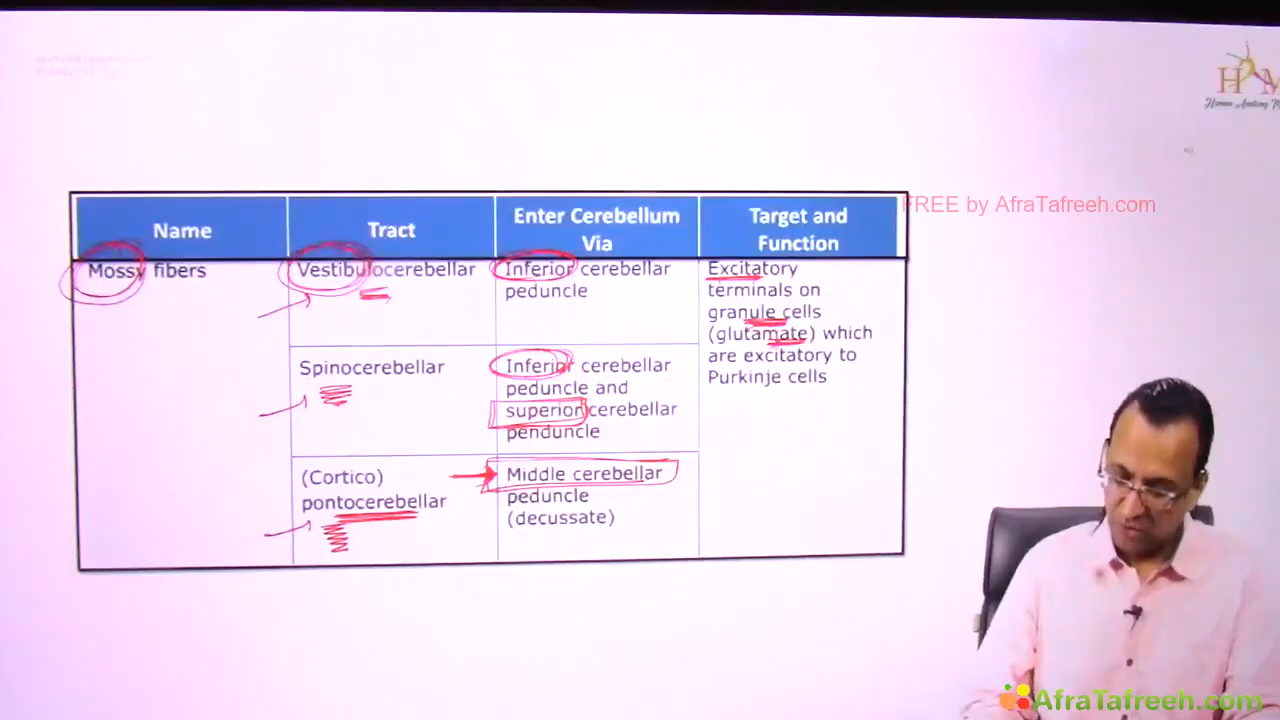 H M
Human Anatomy
FREE by AfraTafreeh.com
Name
Tract
Enter Cerebellum
Via
Target and
Function
Mossy fibers
Vestibulocerebellar
Inferior cerebellar
peduncle
Excitatory
terminals on
granule cells
(glutamate) which
are excitatory to
Purkinje cells
Spinocerebellar
Inferior cerebellar
peduncle and
superior cerebellar
penduncle
(Cortico)
pontocerebellar
Middle cerebellar
peduncle
(decussate)
AfraTafreeh.com